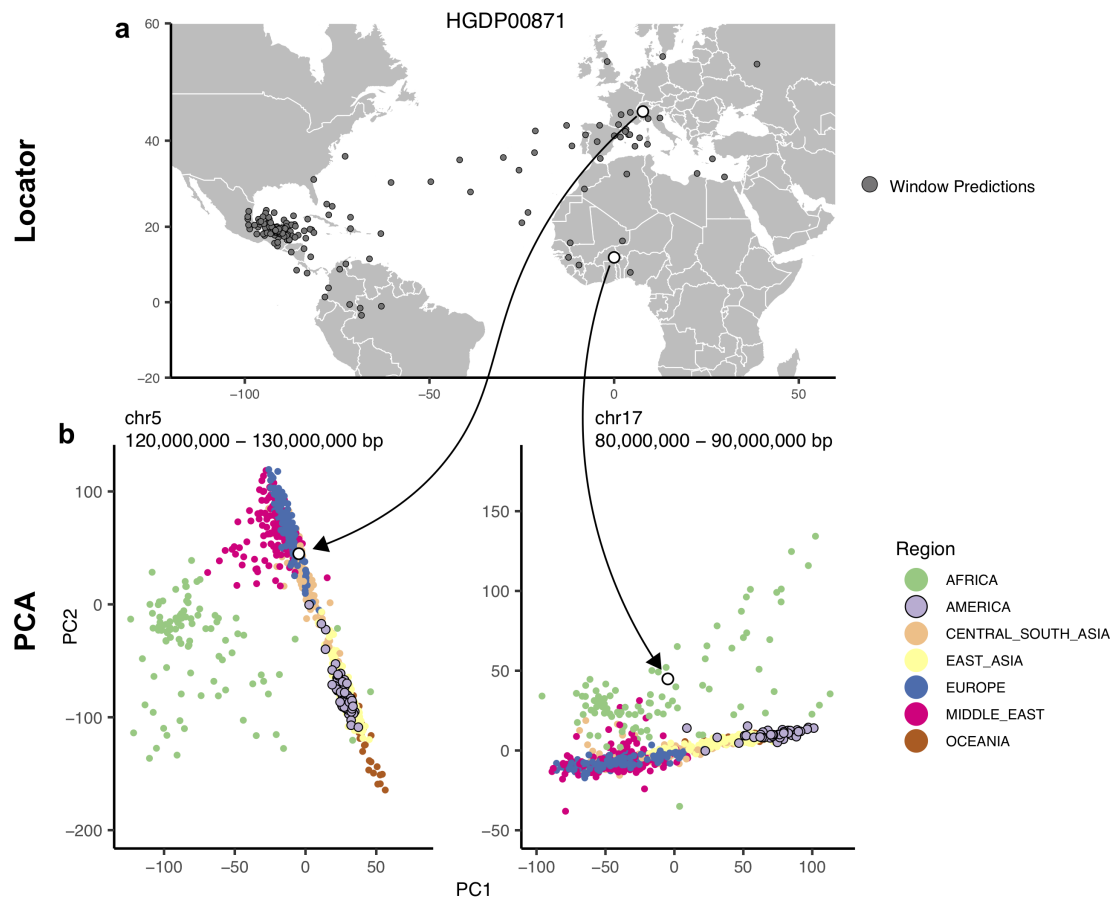 a
HGDP00871
Locator
60
40
20
0
−20
−100
−50
0
50
Window Predictions
b
chr5
120,000,000 − 130,000,000 bp
chr17
80,000,000 − 90,000,000 bp
PCA
PC2
100
0
−100
−200
−100
−50
0
50
150
100
50
0
−50
−100
−50
0
50
100
PC1
Region
AFRICA
AMERICA
CENTRAL_SOUTH_ASIA
EAST_ASIA
EUROPE
MIDDLE_EAST
OCEANIA